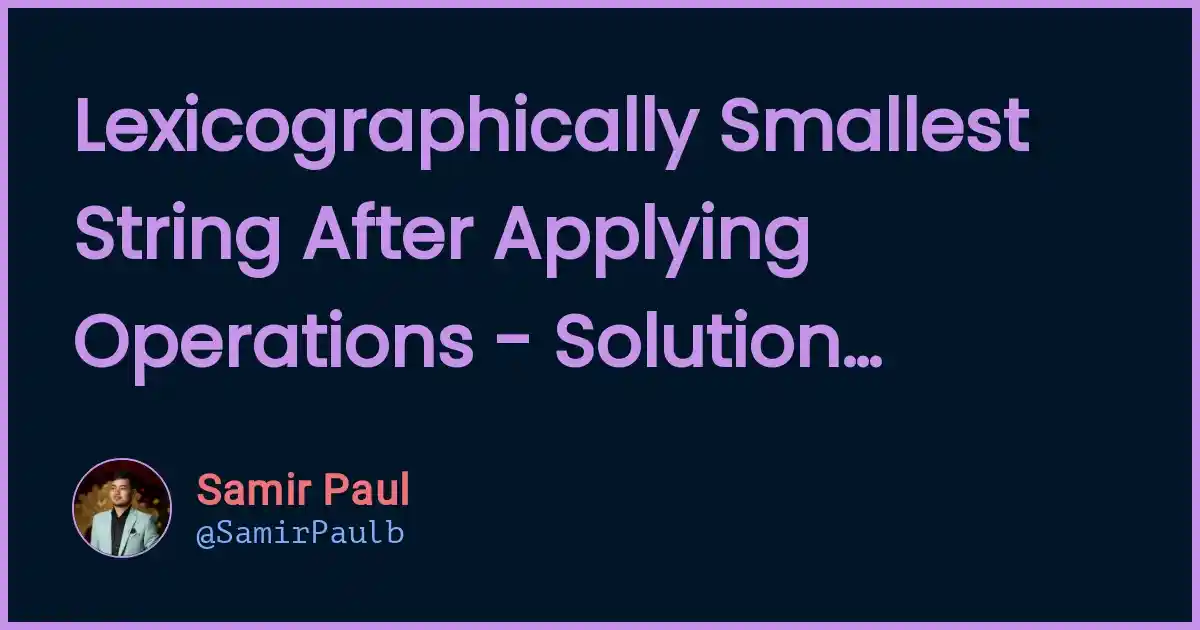 Lexicographically Smallest
String After Applying
Operations - Solution...
Samir Paul
@SamirPaulb